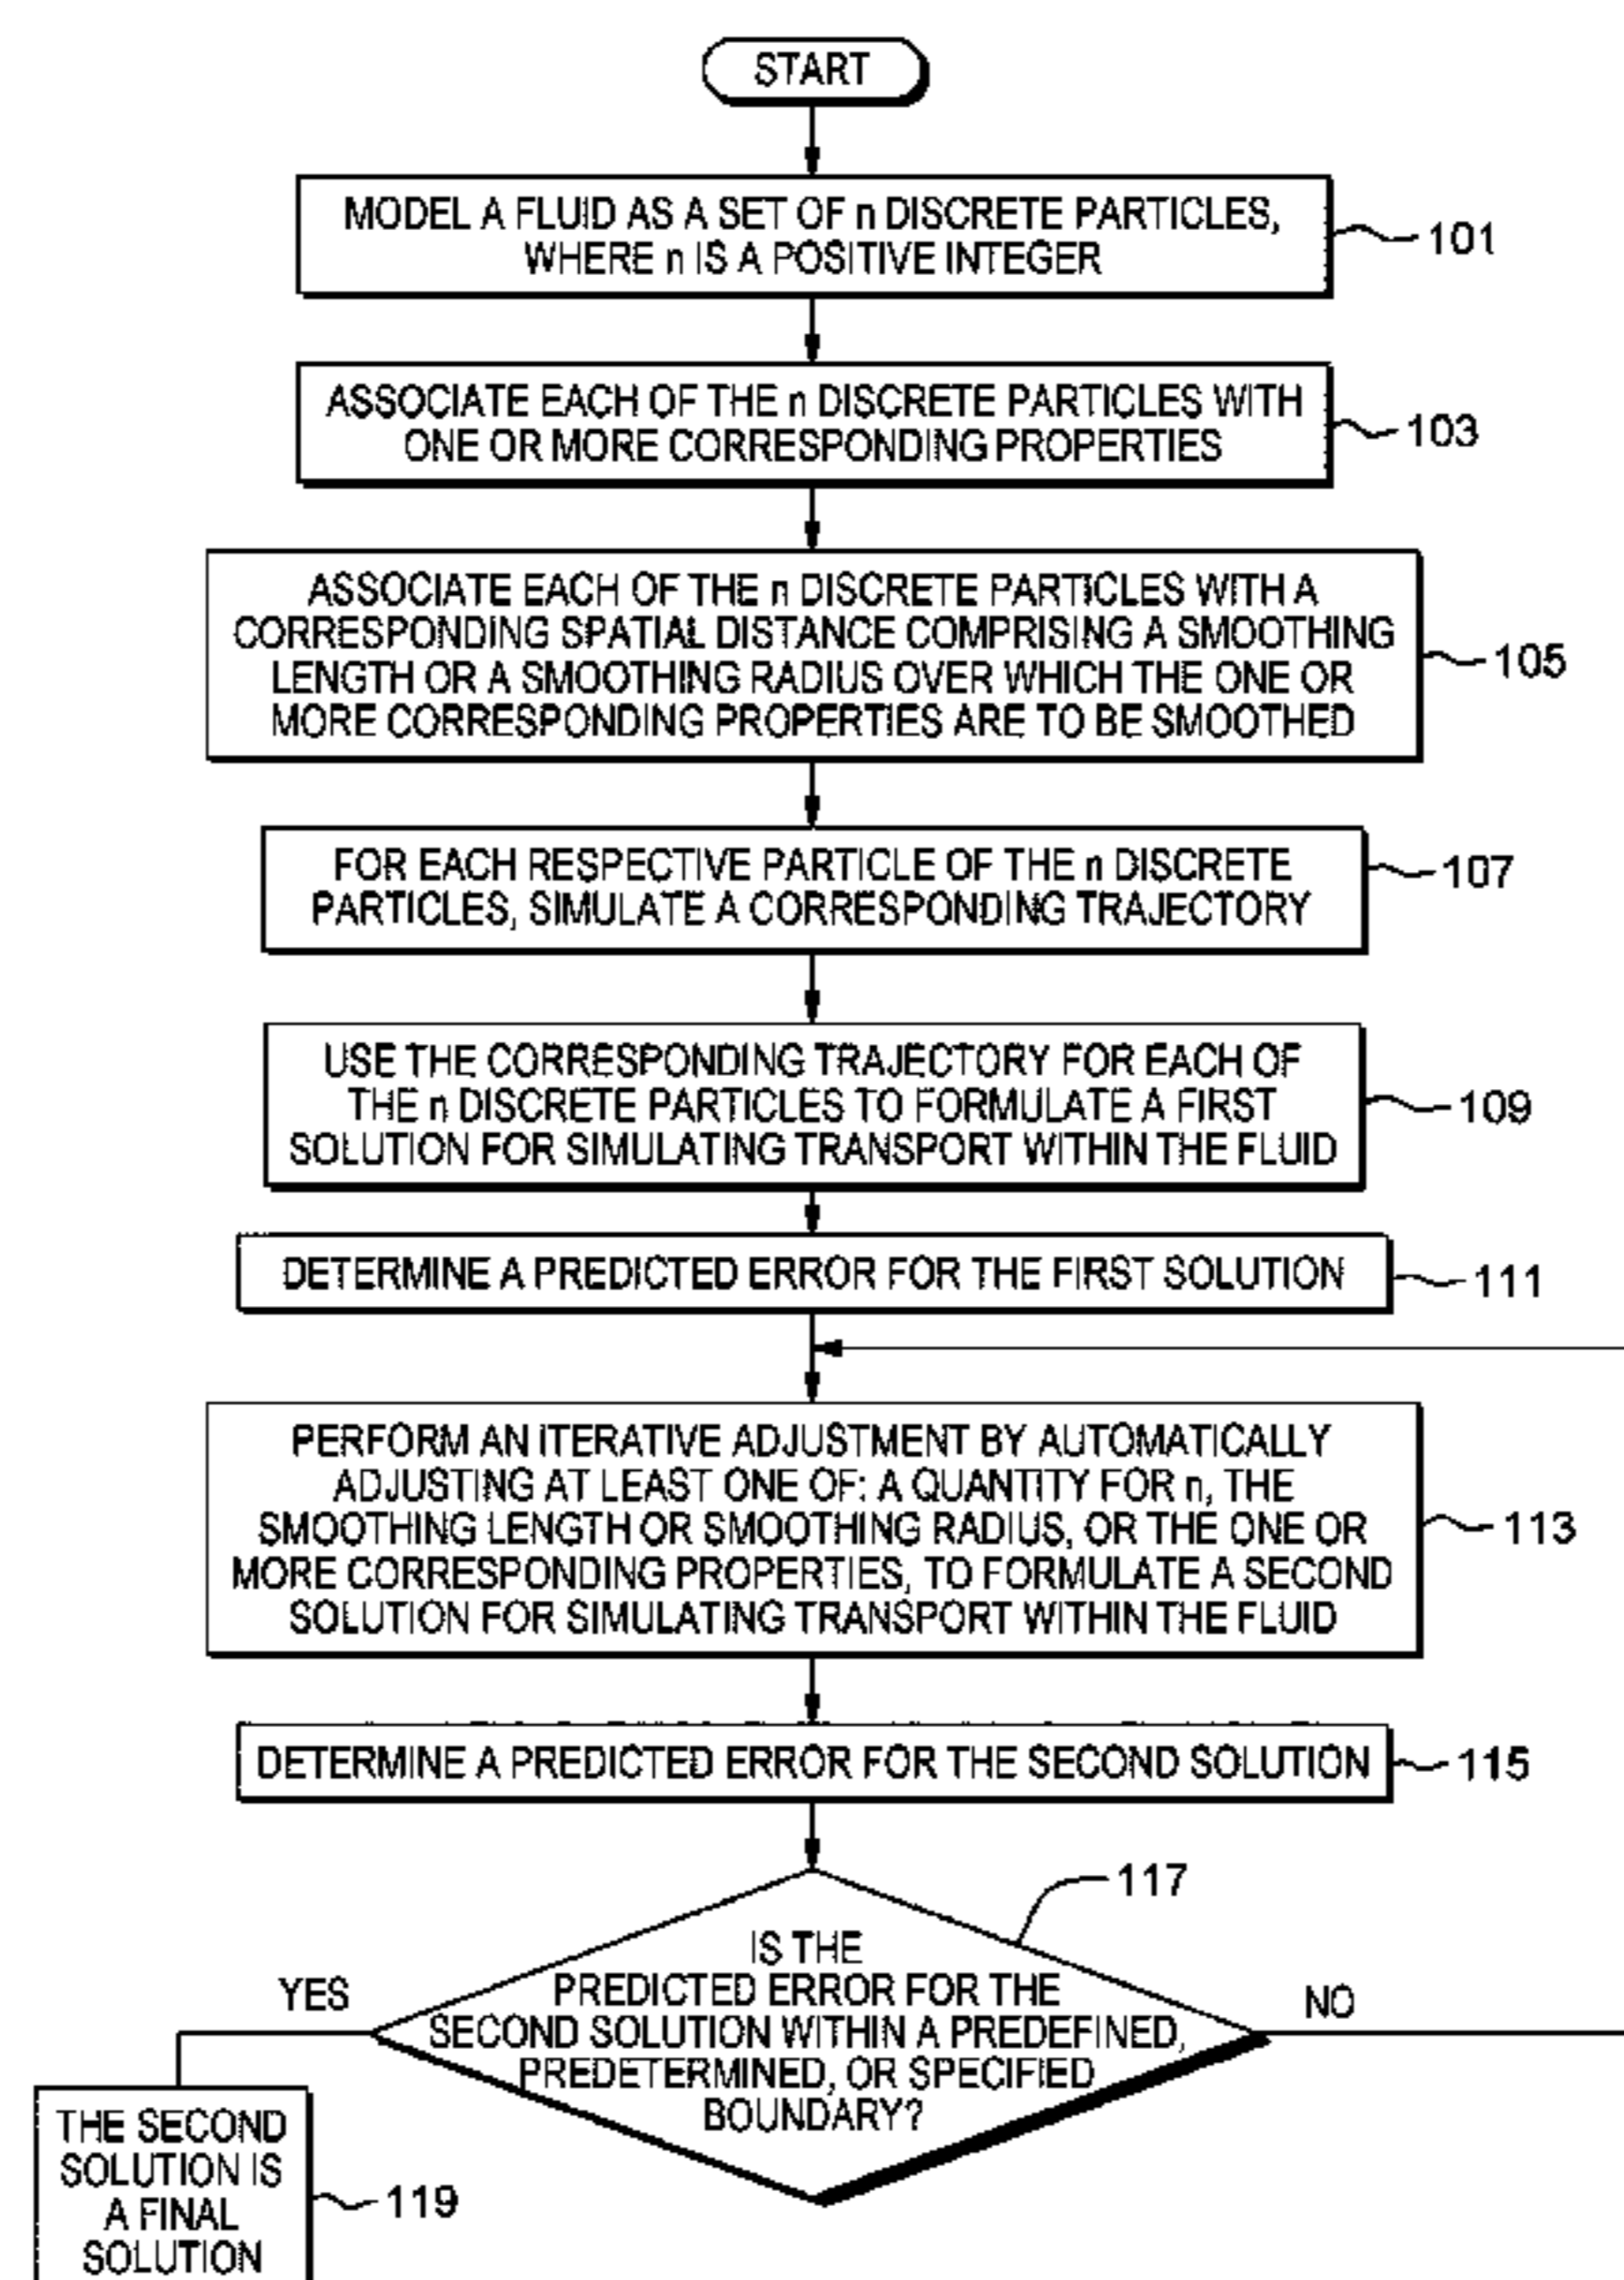 START
MODEL A FLUID AS A SET OF n DISCRETE PARTICLES,
WHERE n IS A POSITIVE INTEGER
101
ASSOCIATE EACH OF THE n DISCRETE PARTICLES WITH
ONE OR MORE CORRESPONDING PROPERTIES
103
ASSOCIATE EACH OF THE n DISCRETE PARTICLES WITH A
CORRESPONDING SPATIAL DISTANCE COMPRISING A SMOOTHING
LENGTH OR A SMOOTHING RADIUS OVER WHICH THE ONE OR
MORE CORRESPONDING PROPERTIES ARE TO BE SMOOTHED
105
FOR EACH RESPECTIVE PARTICLE OF THE n DISCRETE
PARTICLES, SIMULATE A CORRESPONDING TRAJECTORY
107
USE THE CORRESPONDING TRAJECTORY FOR EACH OF
THE n DISCRETE PARTICLES TO FORMULATE A FIRST
SOLUTION FOR SIMULATING TRANSPORT WITHIN THE FLUID
109
DETERMINE A PREDICTED ERROR FOR THE FIRST SOLUTION
111
PERFORM AN ITERATIVE ADJUSTMENT BY AUTOMATICALLY
ADJUSTING AT LEAST ONE OF: A QUANTITY FOR n, THE
SMOOTHING LENGTH OR SMOOTHING RADIUS, OR THE ONE OR
MORE CORRESPONDING PROPERTIES, TO FORMULATE A SECOND
SOLUTION FOR SIMULATING TRANSPORT WITHIN THE FLUID
113
DETERMINE A PREDICTED ERROR FOR THE SECOND SOLUTION
115
117
IS THE
PREDICTED ERROR FOR THE
SECOND SOLUTION WITHIN A PREDEFINED,
PREDETERMINED, OR SPECIFIED
BOUNDARY?
YES
NO
THE SECOND
SOLUTION IS
A FINAL
SOLUTION
119